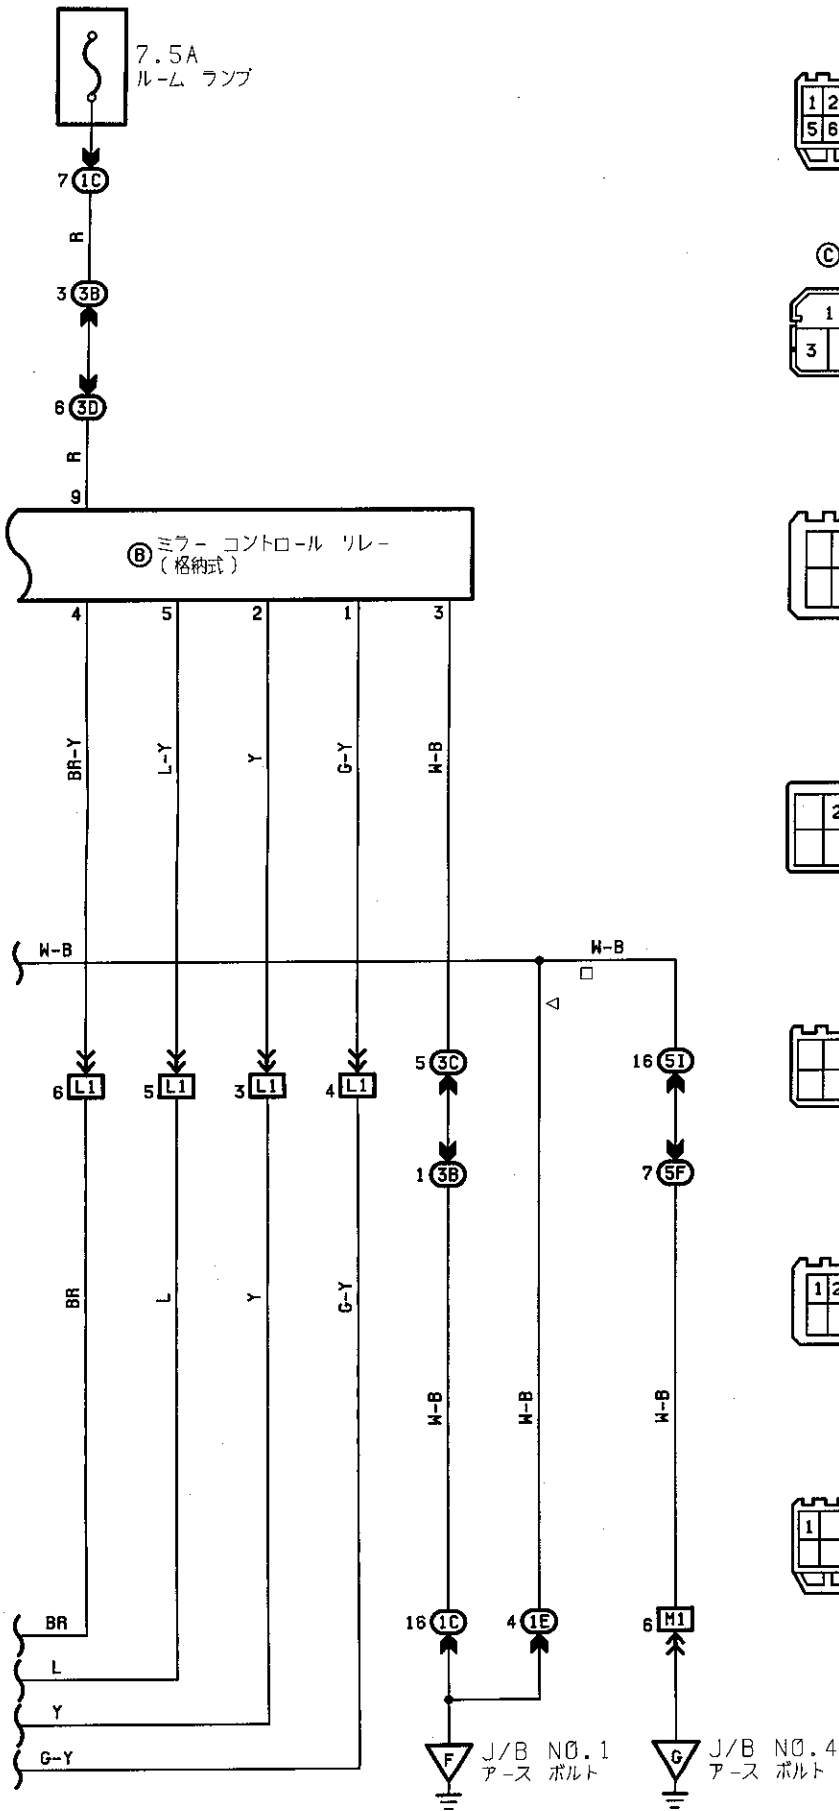 7.5A
ルーム ランプ
1 2
5 6
7 1C
R
C
3 3B
1
3
6 3D
R
9
B ミラー コントロール リレー
(格納式)
4 5 2 1 3
BR-Y L-Y Y G-Y W-B
2
W-B W-B
6 L1 5 L1 3 L1 4 L1 5 3C 16 5I
1 3B 7 5F
BR L Y G-Y
1 2
W-B W-B W-B
1
16 1C 4 1E 6 M1
BR
L
Y
G-Y
F J/B NO.1
アース ボルト
G J/B NO.4
アース ボルト